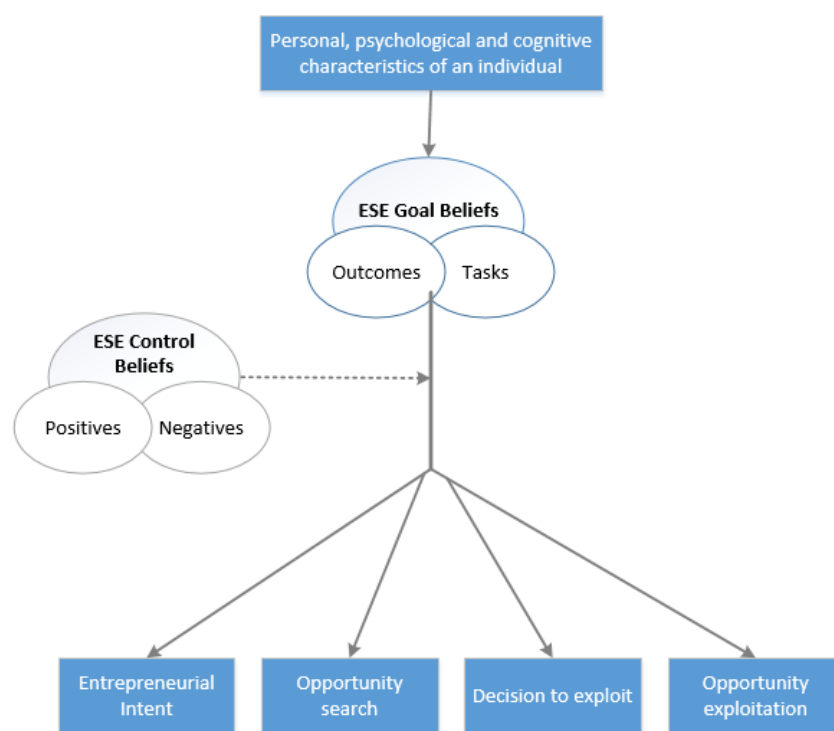 Personal, psychological and cognitive
characteristics of an individual
ESE Goal Beliefs
Outcomes
Tasks
ESE Control
Beliefs
Positives
Negatives
Entrepreneurial
Intent
Opportunity
search
Decision to exploit
Opportunity
exploitation